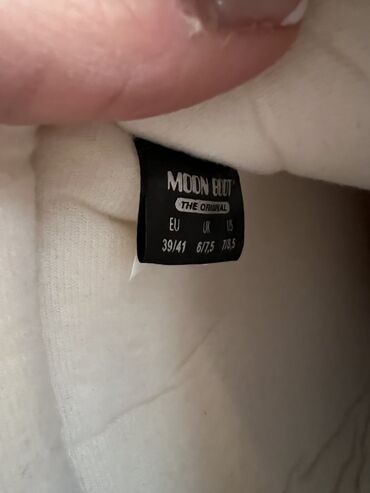 MOON BOOT
THE ORIGINAL
EU UK US
39/41 6/7,5 7/8,5